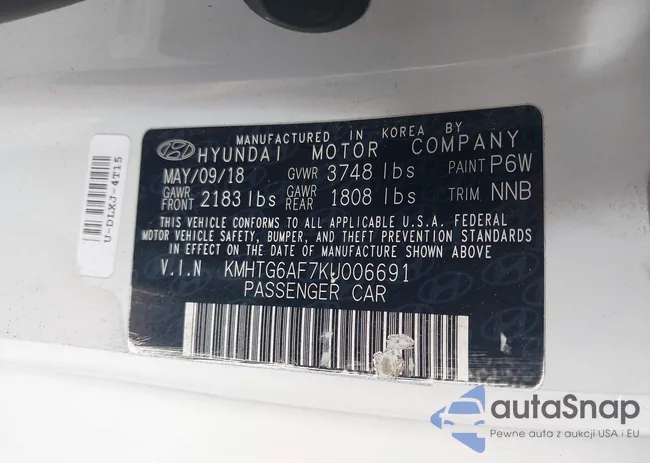 MANUFACTURED IN KOREA BY
HYUNDAI MOTOR COMPANY
MAY/09/18 GVWR 3748 lbs PAINT P6W
GAWR FRONT 2183 lbs GAWR REAR 1808 lbs TRIM NNB
THIS VEHICLE CONFORMS TO ALL APPLICABLE U.S.A. FEDERAL
MOTOR VEHICLE SAFETY, BUMPER, AND THEFT PREVENTION STANDARDS
IN EFFECT ON THE DATE OF MANUFACTURE SHOWN ABOVE
V.I.N KMHTG6AF7KU006691
PASSENGER CAR
U-DLXJ-4T15
autoSnap
Pewne auta z aukcji USA i EU